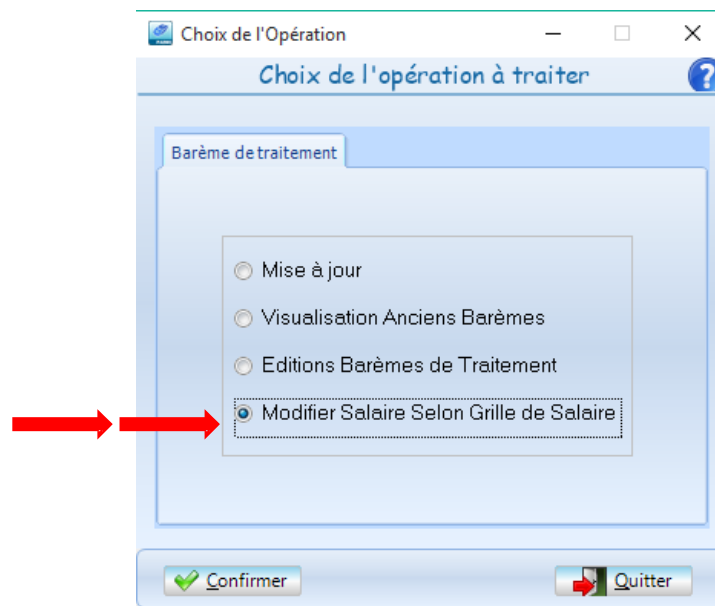 Choix de l'Opération
Choix de l'opération à traiter
Barème de traitement
Mise à jour
Visualisation Anciens Barèmes
Editions Barèmes de Traitement
Modifier Salaire Selon Grille de Salaire
Confirmer
Quitter